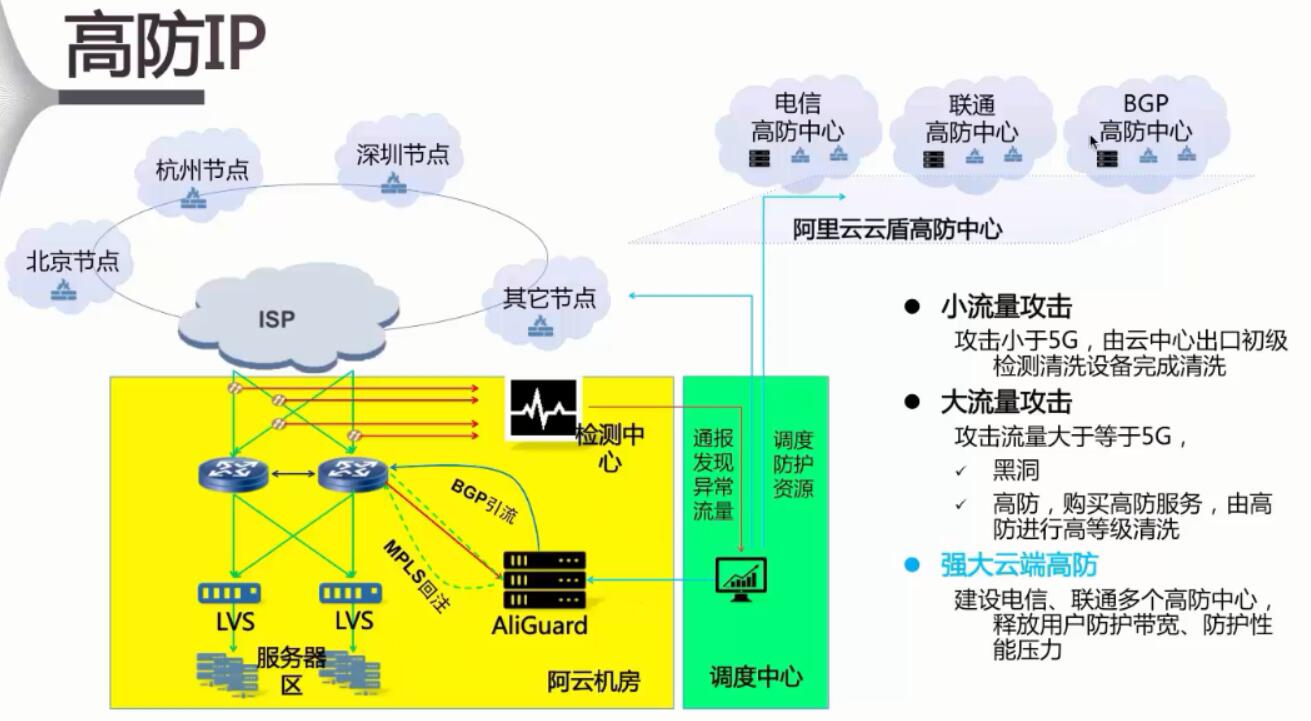 高防IP
电信
高防中心
联通
高防中心
BGP
高防中心
杭州节点
深圳节点
北京节点
其它节点
ISP
阿里云云盾高防中心
检测中
心
通报
发现
异常
流量
调度
防护
资源
BGP引流
MPLS回注
LVS
LVS
AliGuard
服务器
区
阿云机房
调度中心
● 小流量攻击
攻击小于5G，由云中心出口初级
检测清洗设备完成清洗
● 大流量攻击
攻击流量大于等于5G，
✓ 黑洞
✓ 高防，购买高防服务，由高
防进行高等级清洗
● 强大云端高防
建设电信、联通多个高防中心，
释放用户防护带宽、防护性
能压力